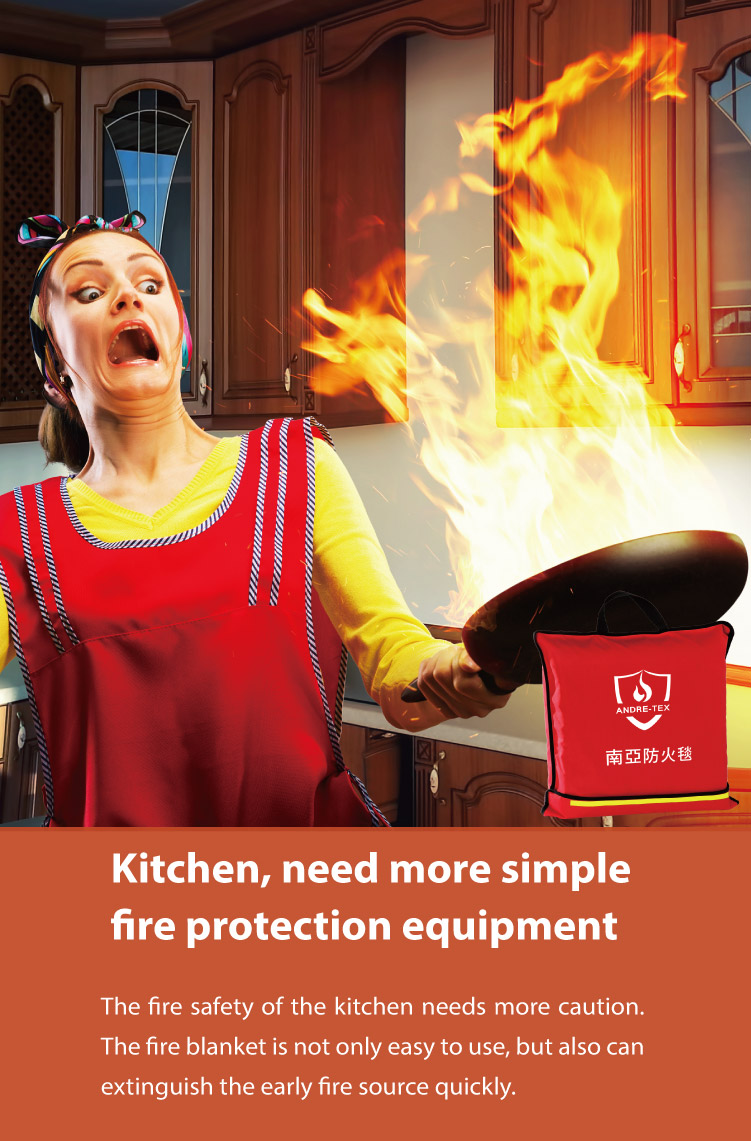 ANDRE-TEX
南亞防火毯
Kitchen, need more simple
fire protection equipment
The fire safety of the kitchen needs more caution.
The fire blanket is not only easy to use, but also can
extinguish the early fire source quickly.